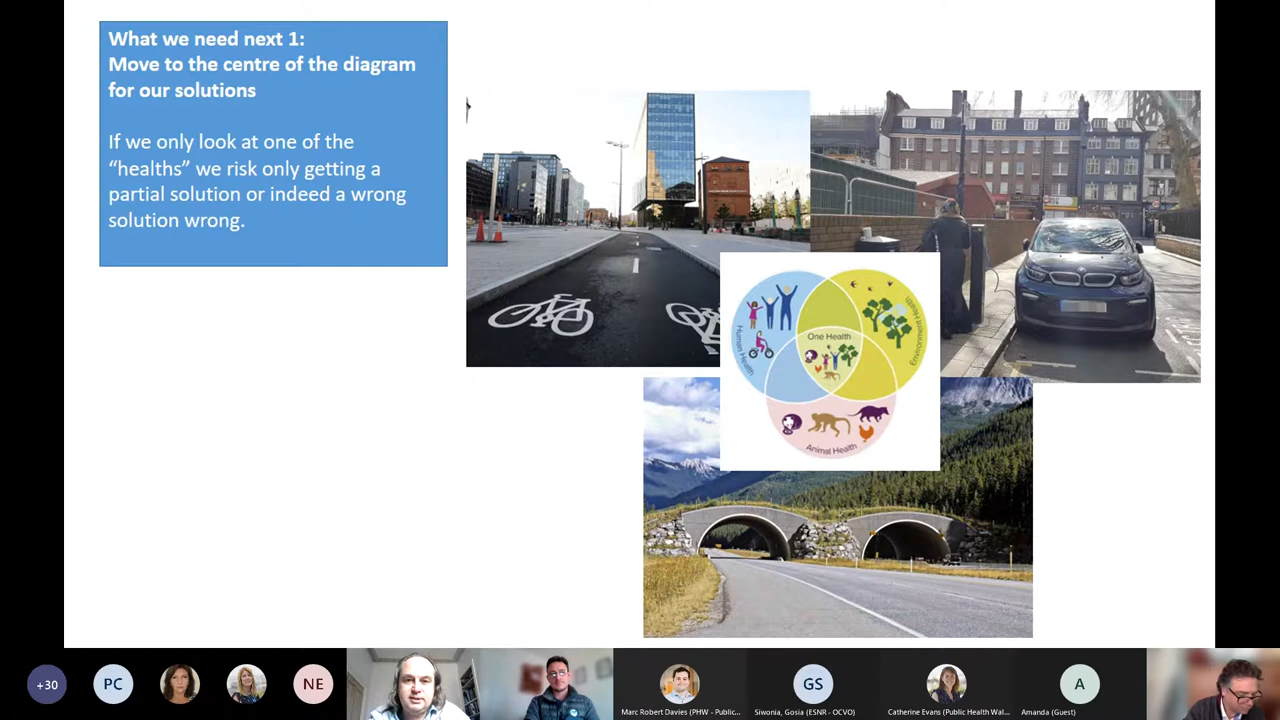 What we need next 1:
Move to the centre of the diagram
for our solutions
If we only look at one of the
“healths” we risk only getting a
partial solution or indeed a wrong
solution wrong.
Human Health
Environment Health
One Health
Animal Health
+30
PC
NE
Marc Robert Davies (PHW - Public...
GS
Siwonia, Gosia (ESNR - OCVO)
Catherine Evans (Public Health Wal...
A
Amanda (Guest)